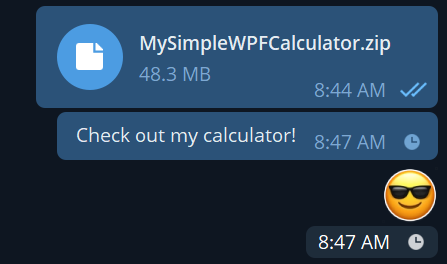 MySimpleWPFCalculator.zip
48.3 MB
8:44 AM
Check out my calculator! 8:47 AM
8:47 AM